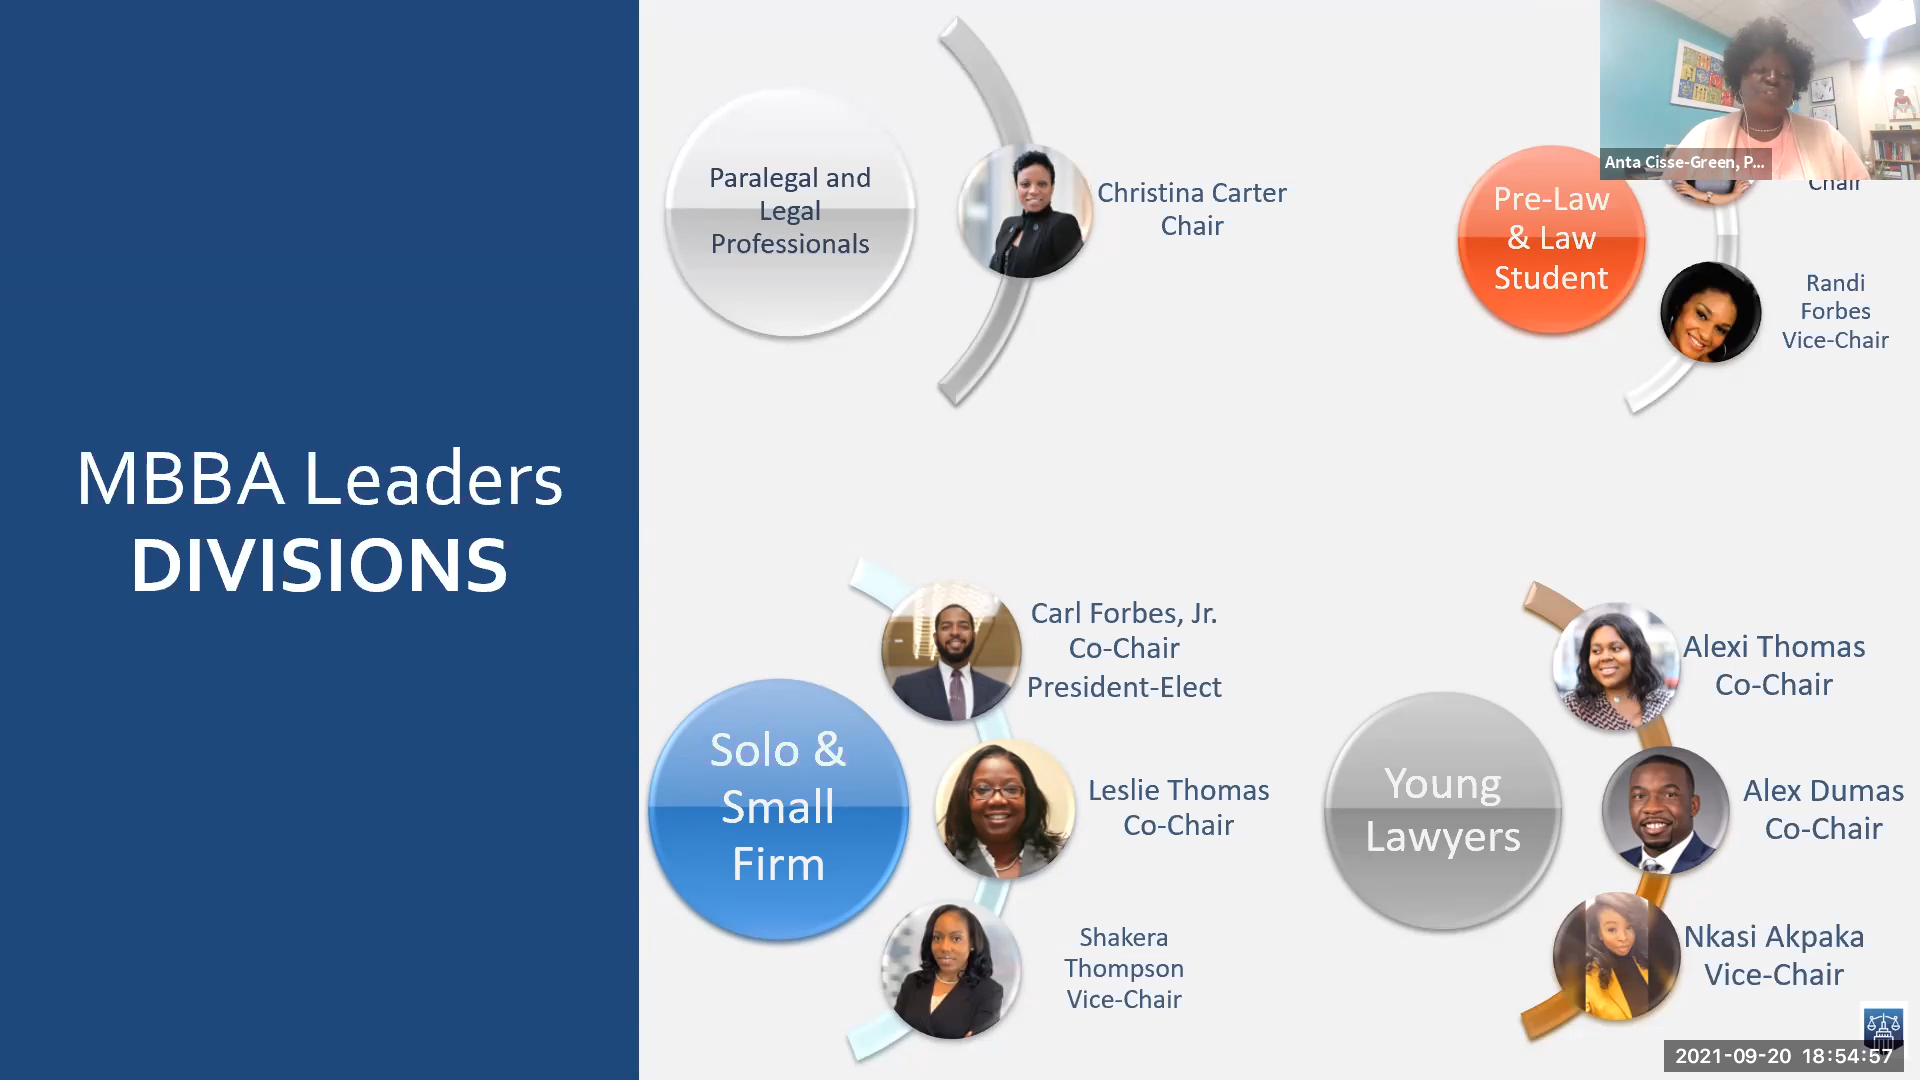 MBBA Leaders
DIVISIONS
Paralegal and
Legal
Professionals
Christina Carter
Chair
Pre-Law
& Law
Student
Chair
Randi
Forbes
Vice-Chair
Anta Cisse-Green, P...
Solo &
Small
Firm
Carl Forbes, Jr.
Co-Chair
President-Elect
Leslie Thomas
Co-Chair
Shakera
Thompson
Vice-Chair
Young
Lawyers
Alexi Thomas
Co-Chair
Alex Dumas
Co-Chair
Nkasi Akpaka
Vice-Chair
2021-09-20 18:54:57